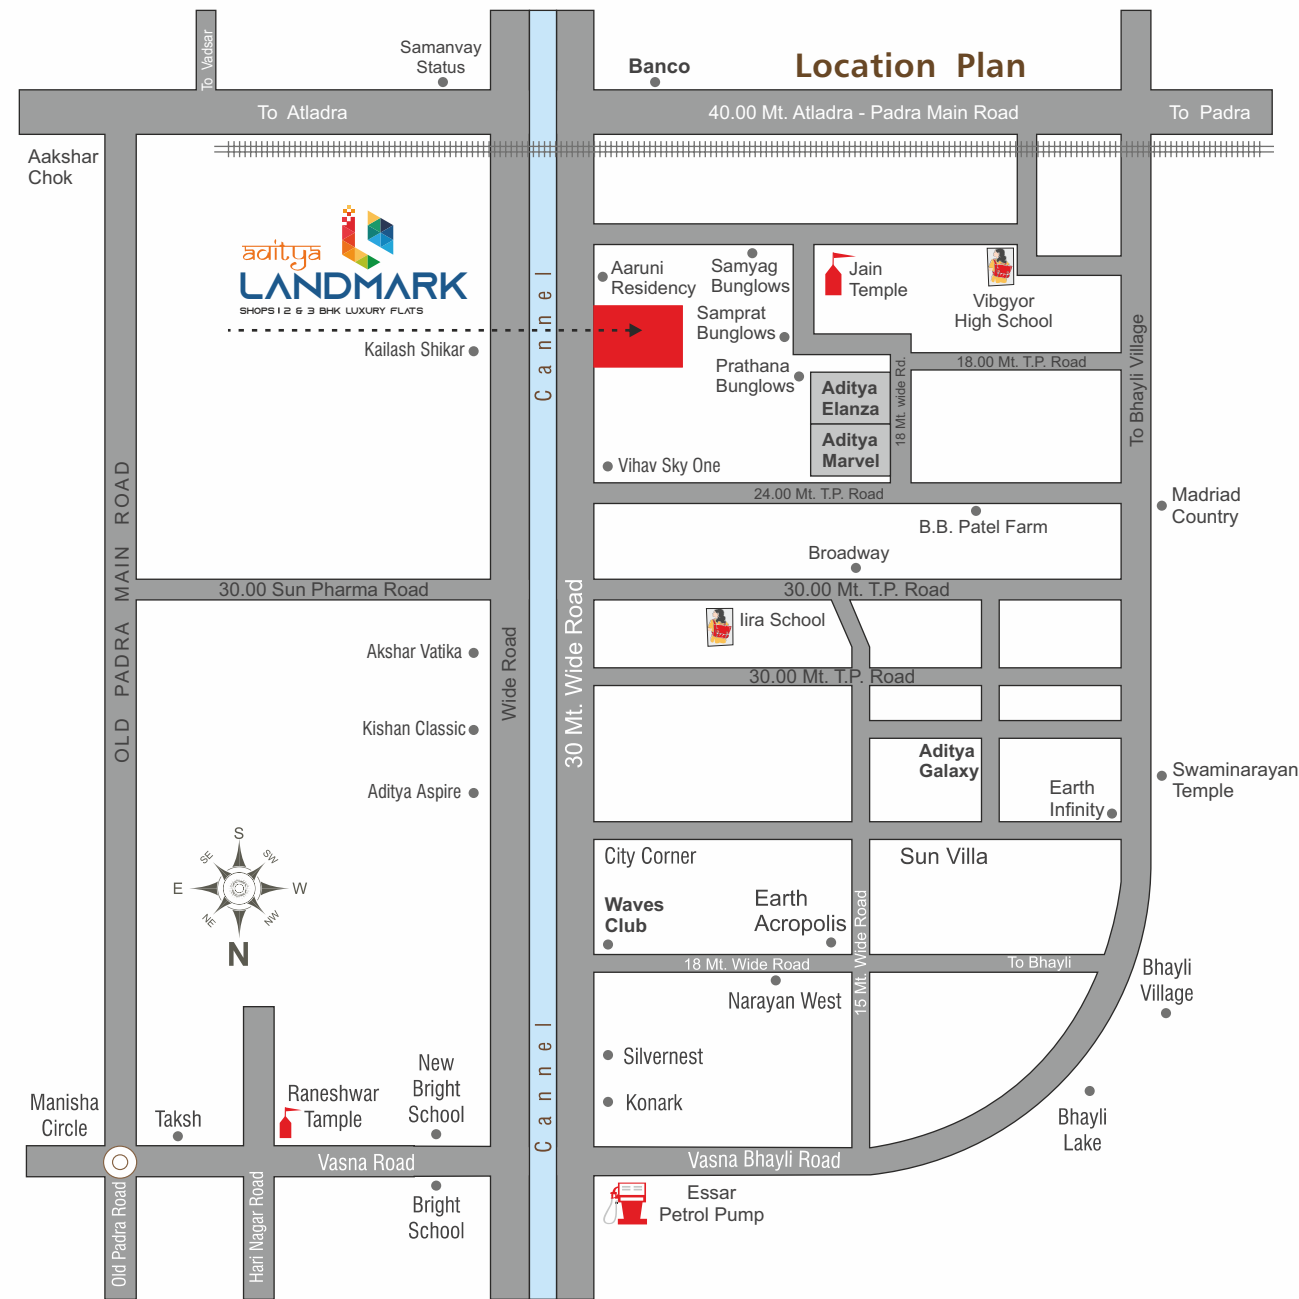 To Vadsar
Samanvay
Status
Banco
Location Plan
To Atladra
40.00 Mt. Atladra - Padra Main Road
To Padra
Aakshar
Chok
aditya
LANDMARK
SHOPS I 2 & 3 BHK LUXURY FLATS
Kailash Shikar
Cannel
Aaruni
Residency
Samyag
Bunglows
Samprat
Bunglows
Prathana
Bunglows
Jain
Temple
Vibgyor
High School
18.00 Mt. T.P. Road
18 Mt. wide Rd.
Aditya
Elanza
Aditya
Marvel
To Bhayli Village
Vihav Sky One
24.00 Mt. T.P. Road
B.B. Patel Farm
Madriad
Country
Broadway
OLD PADRA MAIN ROAD
30.00 Sun Pharma Road
30.00 Mt. T.P. Road
Iira School
Wide Road
30 Mt. Wide Road
30.00 Mt. T.P. Road
Akshar Vatika
Kishan Classic
Aditya Aspire
Aditya
Galaxy
Earth
Infinity
Swaminarayan
Temple
S
SE
SW
E
W
NE
NW
N
City Corner
Sun Villa
Waves
Club
Earth
Acropolis
15 Mt. Wide Road
18 Mt. Wide Road
To Bhayli
Narayan West
Bhayli
Village
Silvernest
Konark
Cannel
Bhayli
Lake
Manisha
Circle
Taksh
Raneshwar
Tample
New
Bright
School
Vasna Road
Vasna Bhayli Road
Old Padra Road
Hari Nagar Road
Bright
School
Essar
Petrol Pump